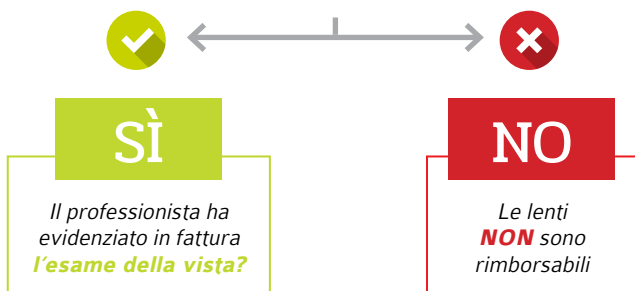 SÌ
Il professionista ha
evidenziato in fattura
l'esame della vista?
NO
Le lenti
NON sono
rimborsabili